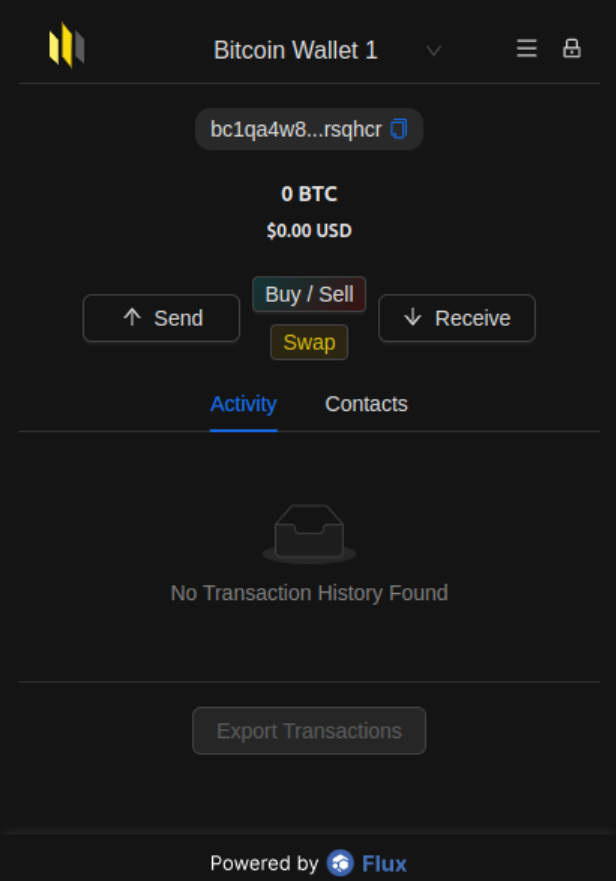 Bitcoin Wallet 1
bc1qa4w8...rsqhcr
0 BTC
$0.00 USD
Send
Buy / Sell
Swap
Receive
Activity Contacts
No Transaction History Found
Export Transactions
Powered by Flux